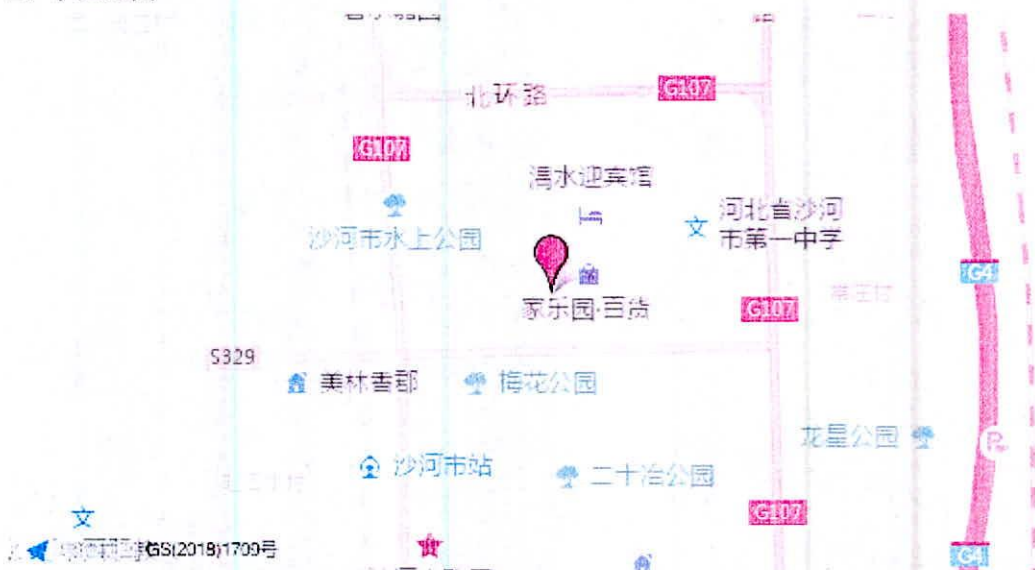 北环路
G107
G107
湡水迎宾馆
河北省沙河
市第一中学
沙河市水上公园
G4
家乐园·百货
G107
S329
美林香郡
梅花公园
龙星公园
沙河市站
二十冶公园
G107
文
GS(2018)1709号
G4